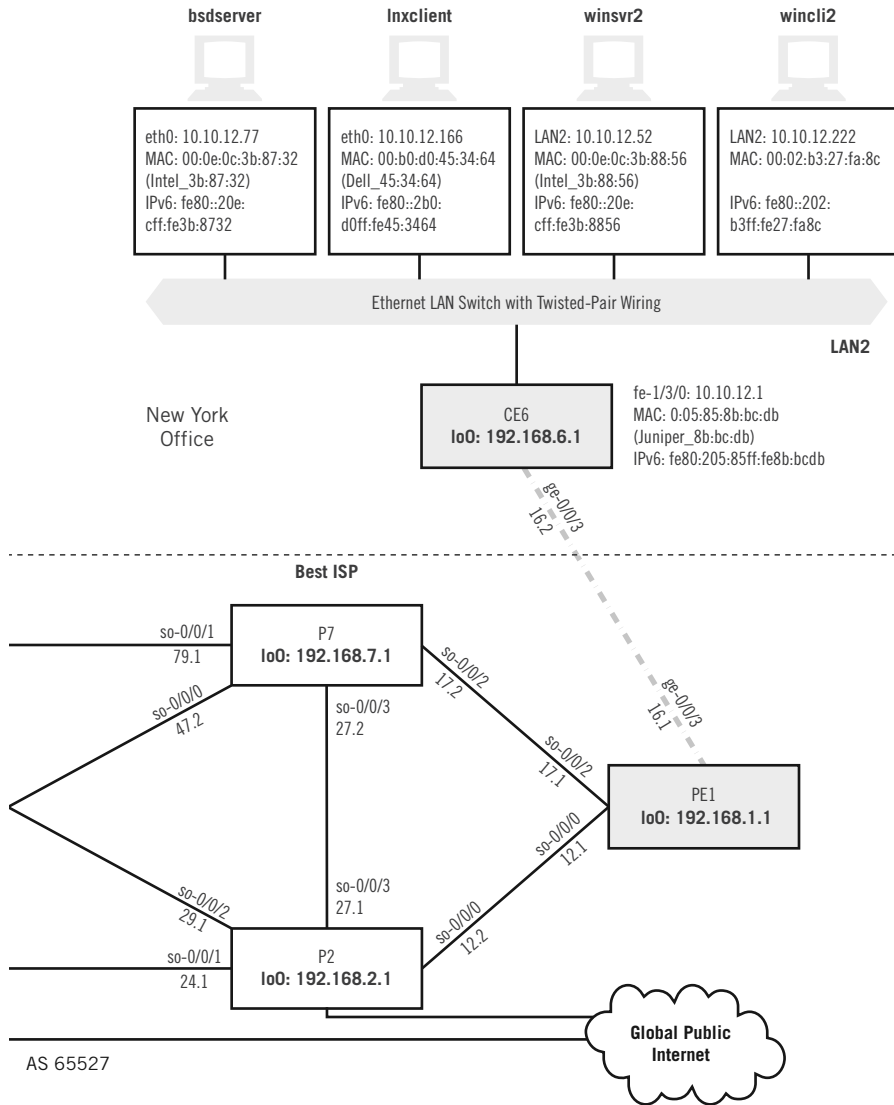 bsdserver
lnxclient
winsvr2
wincli2
eth0: 10.10.12.77
MAC: 00:0e:0c:3b:87:32
(Intel_3b:87:32)
IPv6: fe80::20e:
cff:fe3b:8732
eth0: 10.10.12.166
MAC: 00:b0:d0:45:34:64
(Dell_45:34:64)
IPv6: fe80::2b0:
d0ff:fe45:3464
LAN2: 10.10.12.52
MAC: 00:0e:0c:3b:88:56
(Intel_3b:88:56)
IPv6: fe80::20e:
cff:fe3b:8856
LAN2: 10.10.12.222
MAC: 00:02:b3:27:fa:8c
IPv6: fe80::202:
b3ff:fe27:fa8c
Ethernet LAN Switch with Twisted-Pair Wiring
LAN2
New York
Office
CE6
lo0: 192.168.6.1
fe-1/3/0: 10.10.12.1
MAC: 0:05:85:8b:bc:db
(Juniper_8b:bc:db)
IPv6: fe80:205:85ff:fe8b:bcdb
ge-0/0/3
16.2
Best ISP
so-0/0/1
79.1
P7
lo0: 192.168.7.1
so-0/0/2
17.2
so-0/0/0
47.2
so-0/0/3
27.2
ge-0/0/3
16.1
so-0/0/2
17.1
PE1
lo0: 192.168.1.1
so-0/0/0
12.1
so-0/0/2
29.1
so-0/0/3
27.1
so-0/0/0
12.2
so-0/0/1
24.1
P2
lo0: 192.168.2.1
Global Public
Internet
AS 65527